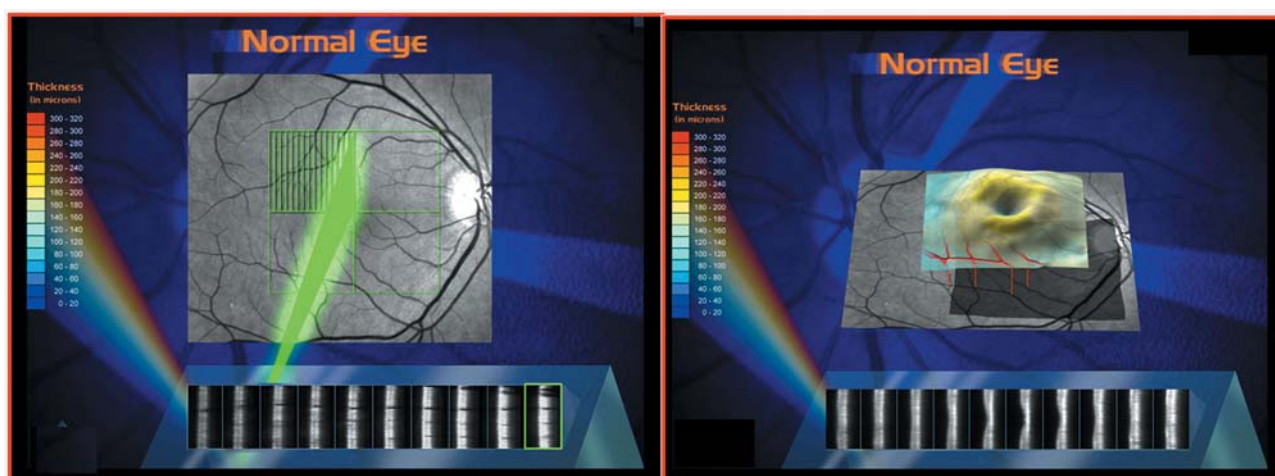 Normal Eye
Thickness
(in microns)
300 - 320
280 - 300
260 - 280
240 - 260
220 - 240
200 - 220
180 - 200
160 - 180
140 - 160
120 - 140
100 - 120
80 - 100
60 - 80
40 - 60
20 - 40
0 - 20
Normal Eye
Thickness
(in microns)
300 - 320
280 - 300
260 - 280
240 - 260
220 - 240
200 - 220
180 - 200
160 - 180
140 - 160
120 - 140
100 - 120
80 - 100
60 - 80
40 - 60
20 - 40
0 - 20